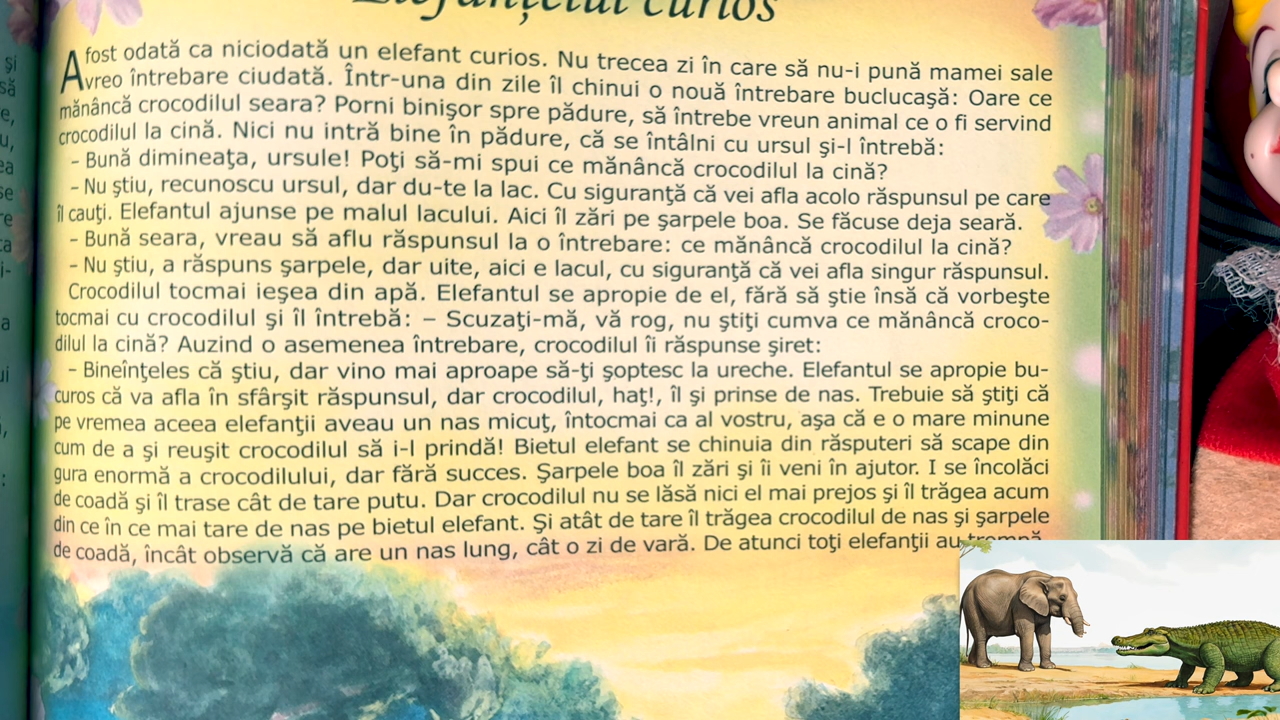 Elefănţelul curios
A fost odată ca niciodată un elefant curios. Nu trecea zi în care să nu-i pună mamei sale
vreo întrebare ciudată. Într-una din zile îl chinui o nouă întrebare buclucaşă: Oare ce
mănâncă crocodilul seara? Porni binişor spre pădure, să întrebe vreun animal ce o fi servind
crocodilul la cină. Nici nu intră bine în pădure, că se întâlni cu ursul şi-l întrebă:
– Bună dimineaţa, ursule! Poţi să-mi spui ce mănâncă crocodilul la cină?
– Nu ştiu, recunoscu ursul, dar du-te la lac. Cu siguranţă că vei afla acolo răspunsul pe care
îl cauţi. Elefantul ajunse pe malul lacului. Aici îl zări pe şarpele boa. Se făcuse deja seară.
– Bună seara, vreau să aflu răspunsul la o întrebare: ce mănâncă crocodilul la cină?
– Nu ştiu, a răspuns şarpele, dar uite, aici e lacul, cu siguranţă că vei afla singur răspunsul.
Crocodilul tocmai ieşea din apă. Elefantul se apropie de el, fără să ştie însă că vorbeşte
tocmai cu crocodilul şi îl întrebă: – Scuzaţi-mă, vă rog, nu ştiţi cumva ce mănâncă croco-
dilul la cină? Auzind o asemenea întrebare, crocodilul îi răspunse şiret:
– Bineînţeles că ştiu, dar vino mai aproape să-ţi şoptesc la ureche. Elefantul se apropie bu-
curos că va afla în sfârşit răspunsul, dar crocodilul, haţ!, îl şi prinse de nas. Trebuie să ştiţi că
pe vremea aceea elefanţii aveau un nas micuţ, întocmai ca al vostru, aşa că e o mare minune
cum de a şi reuşit crocodilul să i-l prindă! Bietul elefant se chinuia din răsputeri să scape din
gura enormă a crocodilului, dar fără succes. Şarpele boa îl zări şi îi veni în ajutor. I se încolăci
de coadă şi îl trase cât de tare putu. Dar crocodilul nu se lăsă nici el mai prejos şi îl trăgea acum
din ce în ce mai tare de nas pe bietul elefant. Şi atât de tare îl trăgea crocodilul de nas şi şarpele
de coadă, încât observă că are un nas lung, cât o zi de vară. De atunci toţi elefanţii au